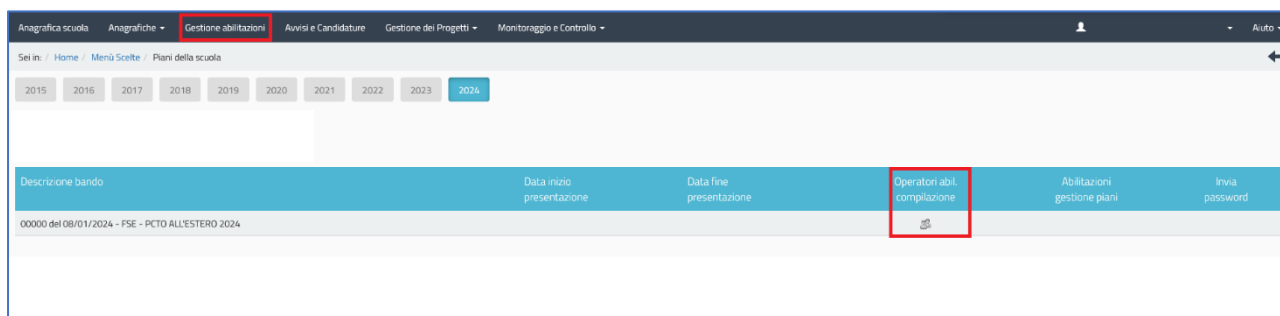 Anagrafica scuola Anagrafiche Gestione abilitazioni Avvisi e Candidature Gestione dei Progetti Monitoraggio e Controllo Aiuto
Sei in: / Home / Menù Scelte / Piani della scuola
2015 2016 2017 2018 2019 2020 2021 2022 2023 2024
Descrizione bando Data inizio presentazione Data fine presentazione Operatori abil. compilazione Abilitazioni gestione piani Invia password
00000 del 08/01/2024 - FSE - PCTO ALL'ESTERO 2024